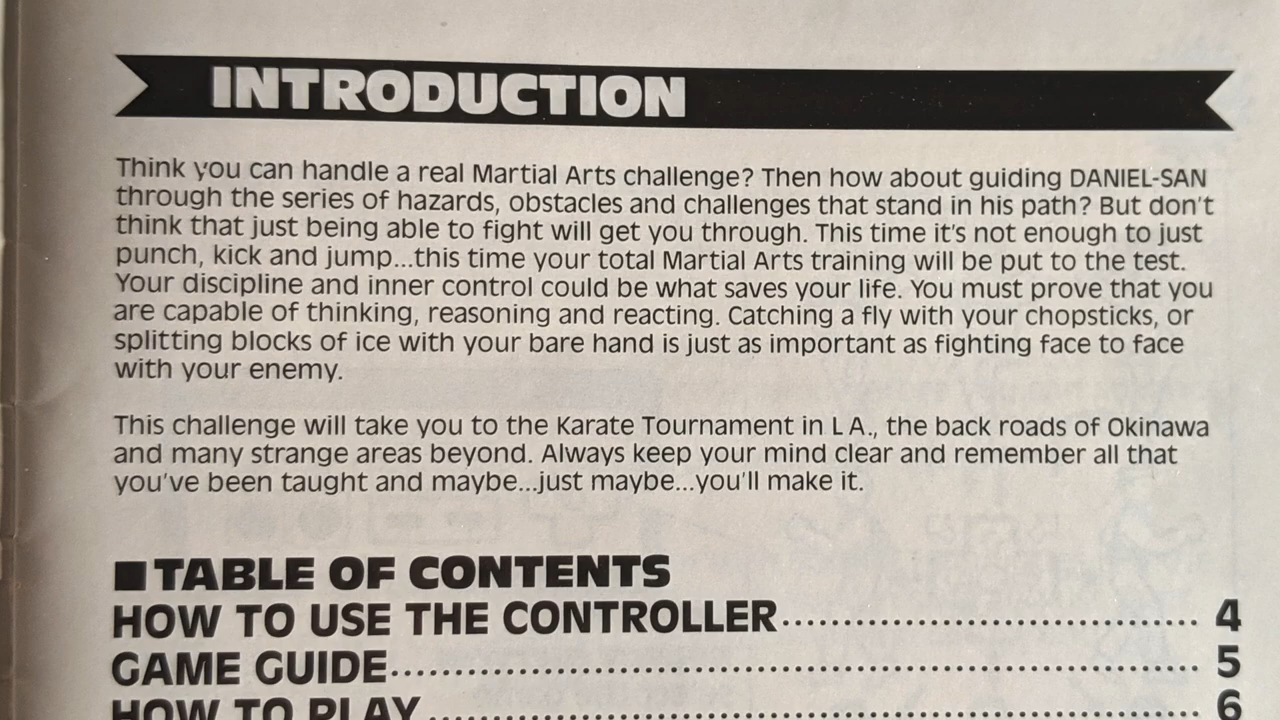 INTRODUCTION
Think you can handle a real Martial Arts challenge? Then how about guiding DANIEL-SAN
through the series of hazards, obstacles and challenges that stand in his path? But don't
think that just being able to fight will get you through. This time it's not enough to just
punch, kick and jump...this time your total Martial Arts training will be put to the test.
Your discipline and inner control could be what saves your life. You must prove that you
are capable of thinking, reasoning and reacting. Catching a fly with your chopsticks, or
splitting blocks of ice with your bare hand is just as important as fighting face to face
with your enemy.
This challenge will take you to the Karate Tournament in L A., the back roads of Okinawa
and many strange areas beyond. Always keep your mind clear and remember all that
you've been taught and maybe...just maybe...you'll make it.
■TABLE OF CONTENTS
HOW TO USE THE CONTROLLER................................................ 4
GAME GUIDE................................................................................ 5
HOW TO PLAY............................................................................ 6